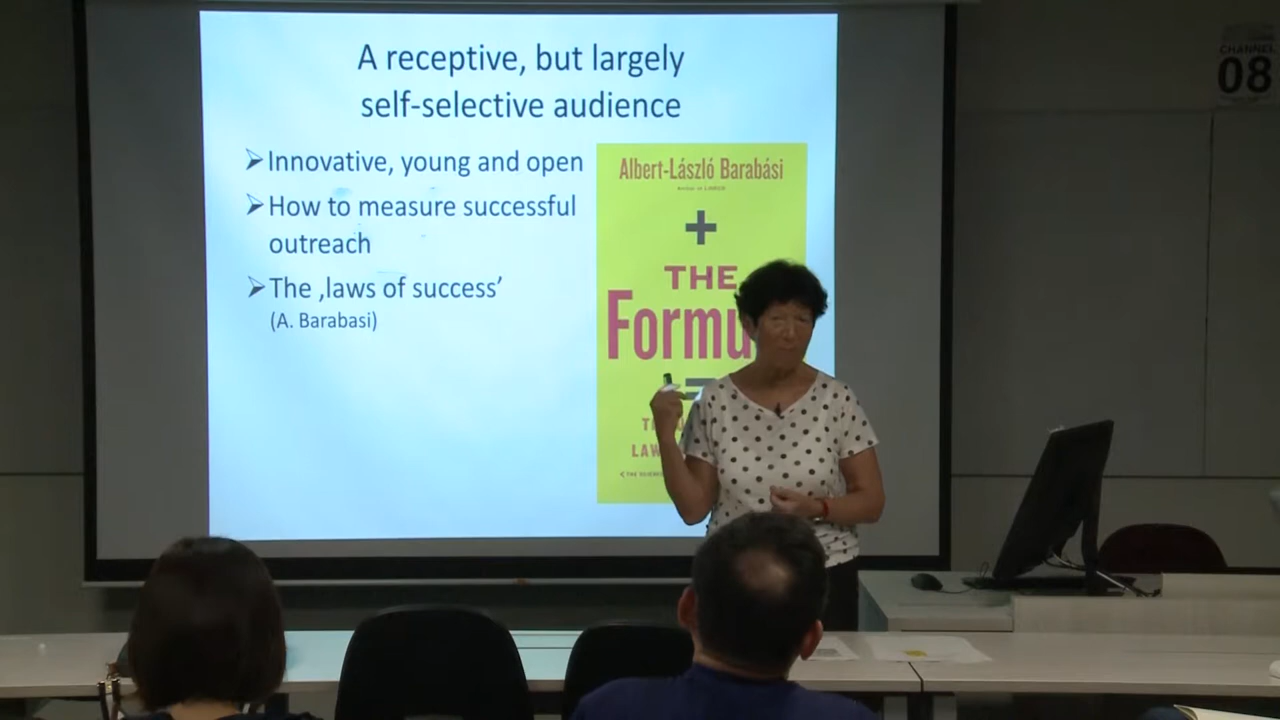 A receptive, but largely
self-selective audience
➢Innovative, young and open
➢How to measure successful
outreach
➢The ‚laws of success’
(A. Barabasi)
Albert-László Barabási
+
THE
Formu
LAW
CHANNEL
08